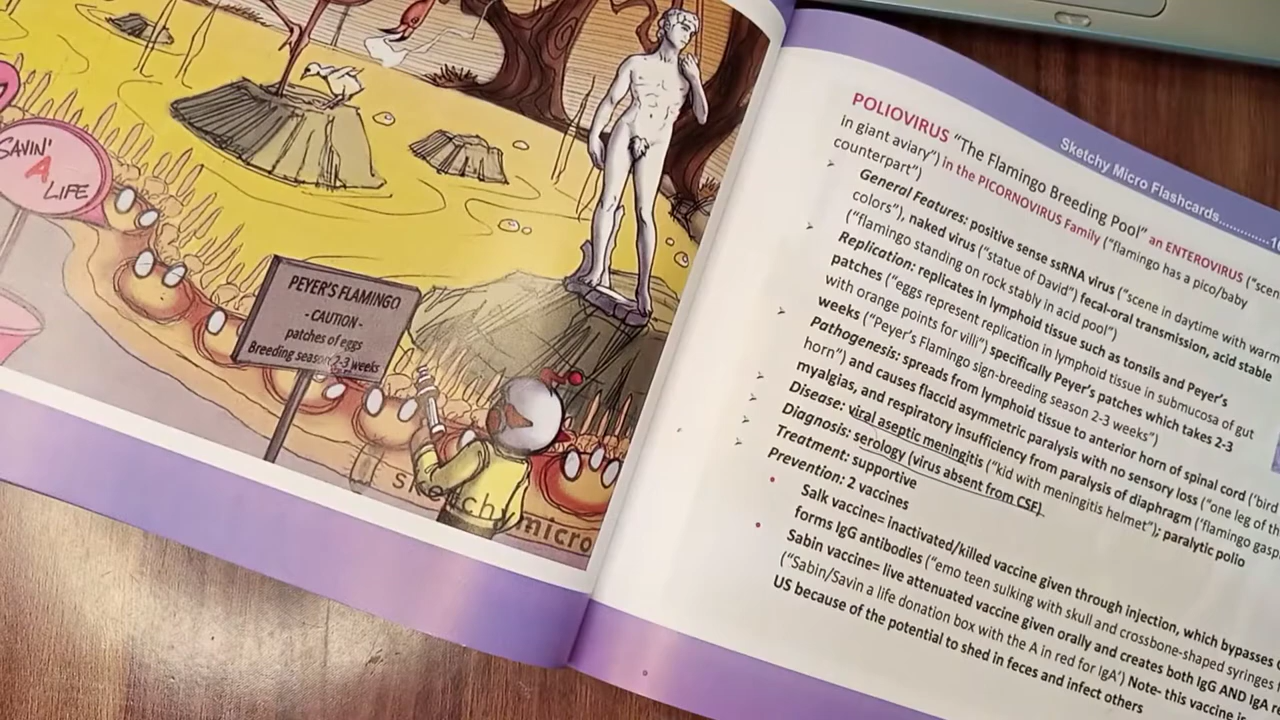 SAVIN'
A
LIFE
PEYER'S FLAMINGO
- CAUTION -
patches of eggs
Breeding season 2-3 weeks
sketchy micro
Sketchy Micro Flashcards..............1
POLIOVIRUS "The Flamingo Breeding Pool" an ENTEROVIRUS ("scen
in giant aviary") in the PICORNOVIRUS Family ("flamingo has a pico/baby
counterpart")
➢ General Features: positive sense ssRNA virus ("scene in daytime with warm
colors"), naked virus ("statue of David") fecal-oral transmission, acid stable
("flamingo standing on rock stably in acid pool")
➢ Replication: replicates in lymphoid tissue such as tonsils and Peyer's
patches ("eggs represent replication in lymphoid tissue in submucosa of gut
with orange points for villi") specifically Peyer's patches which takes 2-3
weeks ("Peyer's Flamingo sign-breeding season 2-3 weeks")
➢ Pathogenesis: spreads from lymphoid tissue to anterior horn of spinal cord ('bird
horn") and causes flaccid asymmetric paralysis with no sensory loss ("one leg of th
myalgias, and respiratory insufficiency from paralysis of diaphragm ('flamingo gasp
➢ Disease: viral aseptic meningitis ("kid with meningitis helmet"); paralytic polio
➢ Diagnosis: serology (virus absent from CSF)
➢ Treatment: supportive
➢ Prevention: 2 vaccines
• Salk vaccine= inactivated/killed vaccine given through injection, which bypasses
forms IgG antibodies ("emo teen sulking with skull and crossbone-shaped syringes
• Sabin vaccine= live attenuated vaccine given orally and creates both IgG AND IgA re
("Sabin/Savin a life donation box with the A in red for IgA') Note- this vaccine i
US because of the potential to shed in feces and infect others